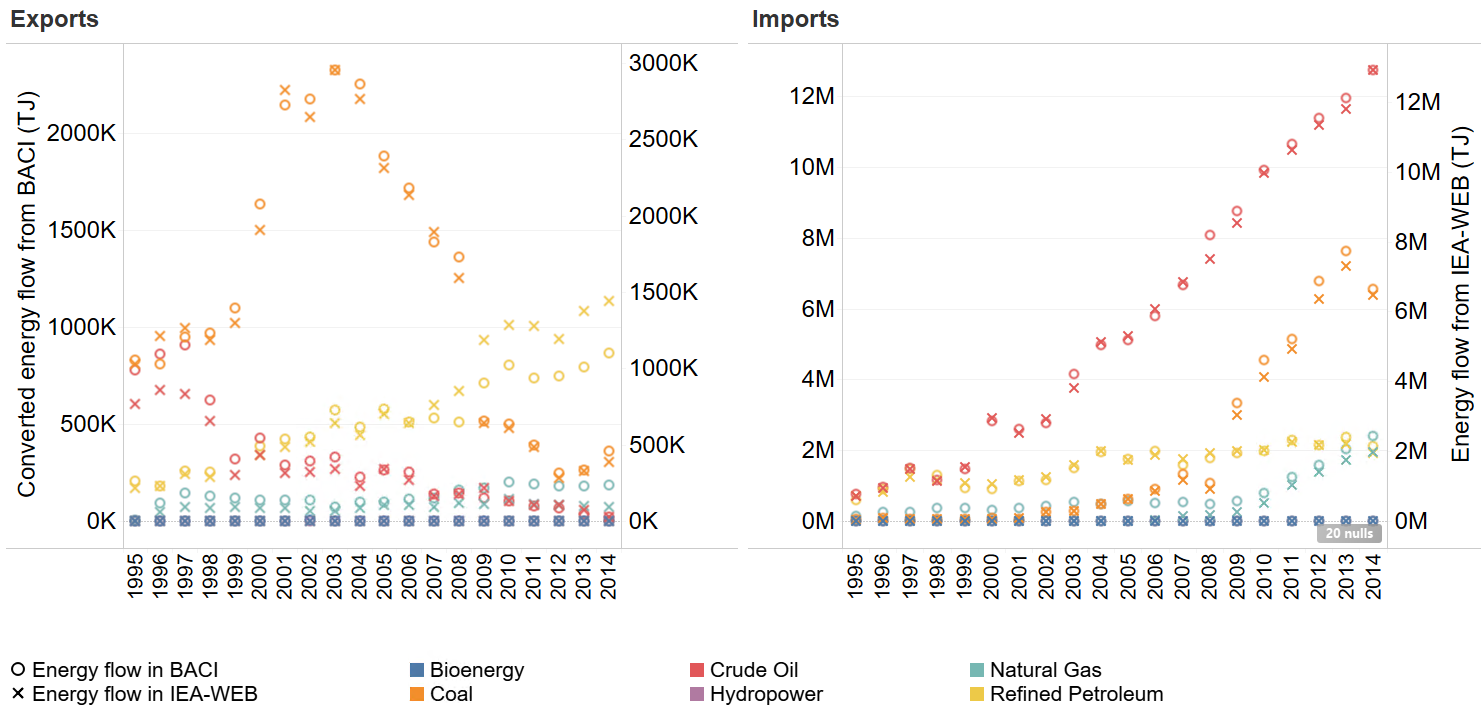 Exports
Imports
Converted energy flow from BACI (TJ)
2000K
1500K
1000K
500K
0K
3000K
2500K
2000K
1500K
1000K
500K
0K
1995
1996
1997
1998
1999
2000
2001
2002
2003
2004
2005
2006
2007
2008
2009
2010
2011
2012
2013
2014
12M
10M
8M
6M
4M
2M
0M
12M
10M
8M
6M
4M
2M
0M
Energy flow from IEA-WEB (TJ)
20 nulls
1995
1996
1997
1998
1999
2000
2001
2002
2003
2004
2005
2006
2007
2008
2009
2010
2011
2012
2013
2014
Energy flow in BACI
Energy flow in IEA-WEB
Bioenergy
Coal
Crude Oil
Hydropower
Natural Gas
Refined Petroleum